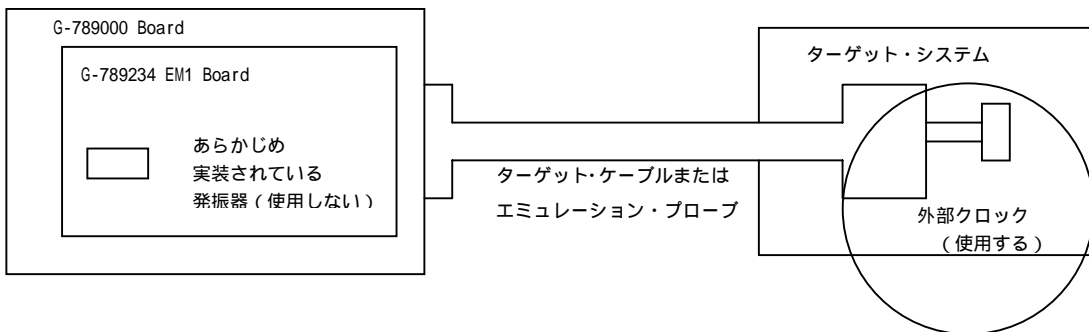 G-789000 Board
G-789234 EM1 Board
あらかじめ
実装されている
発振器(使用しない)
ターゲット・ケーブルまたは
エミュレーション・プローブ
ターゲット・システム
外部クロック
(使用する)